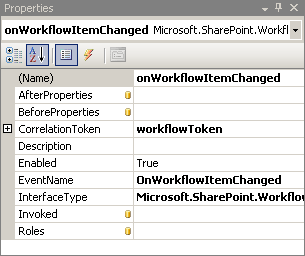 Properties
onWorkflowItemChanged Microsoft.SharePoint.Workfl
(Name) onWorkflowItemChanged
AfterProperties
BeforeProperties
CorrelationToken workflowToken
Description
Enabled True
EventName OnWorkflowItemChanged
InterfaceType Microsoft.SharePoint.Workflow
Invoked
Roles